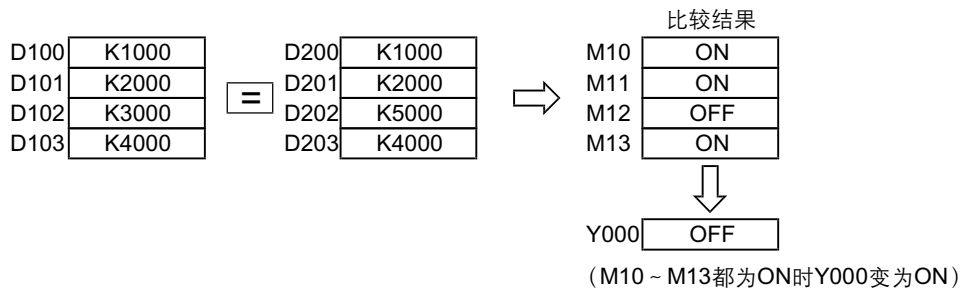 比较结果
D100 K1000 D200 K1000 M10 ON
D101 K2000 = D201 K2000 M11 ON
D102 K3000 D202 K5000 M12 OFF
D103 K4000 D203 K4000 M13 ON
Y000 OFF
（M10～M13都为ON时Y000变为ON）